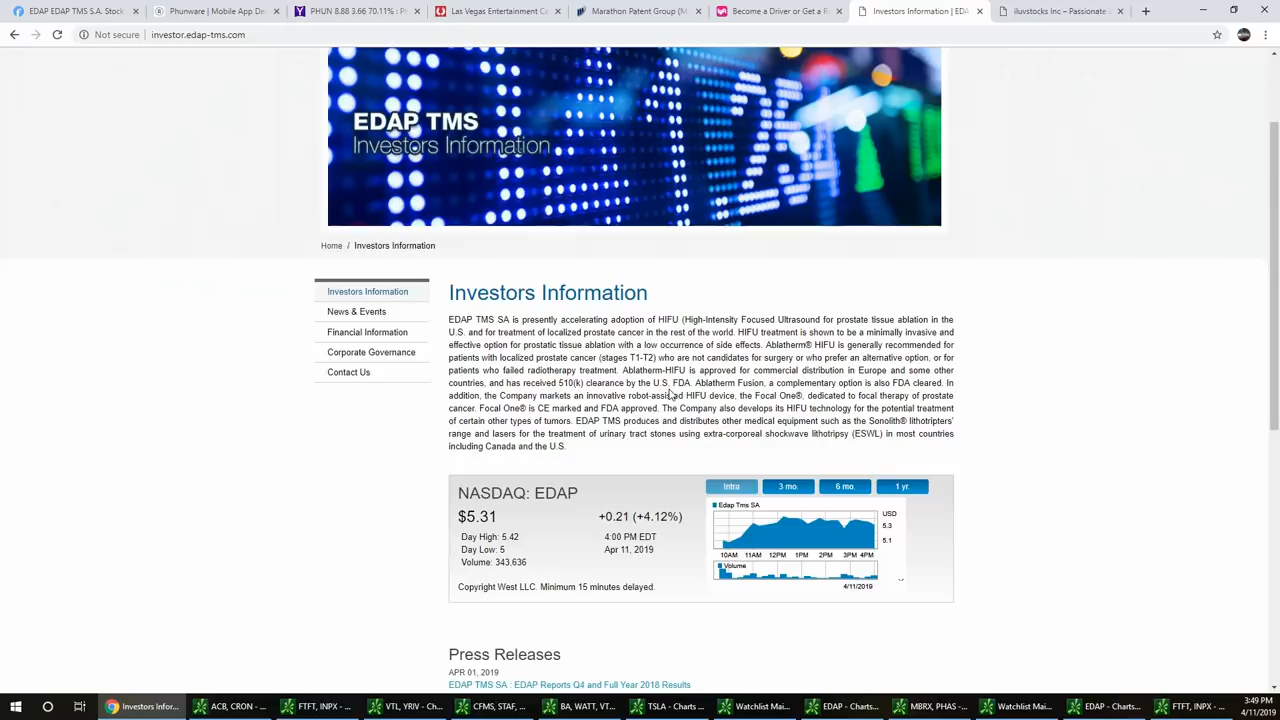 EDAP EDAP TMS S.A. Stock
Phunware | Mobile App De
PHUN 8.88 3.66 70.11% : P
Las Vegas Entertainment C
Marathon Patent Group (M
Become a Driver or Get a R
Investors Information | EDA
iluvstocks Inc – Passionate
Not secure | investor.edap-tms.com
EDAP TMS
Investors Information
Home / Investors Information
Investors Information
News & Events
Financial Information
Corporate Governance
Contact Us
Investors Information
EDAP TMS SA is presently accelerating adoption of HIFU (High-Intensity Focused Ultrasound for prostate tissue ablation in the
U.S. and for treatment of localized prostate cancer in the rest of the world. HIFU treatment is shown to be a minimally invasive and
effective option for prostatic tissue ablation with a low occurrence of side effects. Ablatherm® HIFU is generally recommended for
patients with localized prostate cancer (stages T1-T2) who are not candidates for surgery or who prefer an alternative option, or for
patients who failed radiotherapy treatment. Ablatherm-HIFU is approved for commercial distribution in Europe and some other
countries, and has received 510(k) clearance by the U.S. FDA. Ablatherm Fusion, a complementary option is also FDA cleared. In
addition, the Company markets an innovative robot-assisted HIFU device, the Focal One®, dedicated to focal therapy of prostate
cancer. Focal One® is CE marked and FDA approved. The Company also develops its HIFU technology for the potential treatment
of certain other types of tumors. EDAP TMS produces and distributes other medical equipment such as the Sonolith® lithotripters'
range and lasers for the treatment of urinary tract stones using extra-corporeal shockwave lithotripsy (ESWL) in most countries
including Canada and the U.S.
NASDAQ: EDAP
$5.31 +0.21 (+4.12%)
Day High: 5.42 4:00 PM EDT
Day Low: 5 Apr 11, 2019
Volume: 343,636
Copyright West LLC. Minimum 15 minutes delayed.
Intra 3 mo. 6 mo. 1 yr.
Edap Tms SA
USD
5.3
5.1
10AM 11AM 12PM 1PM 2PM 3PM 4PM
Volume
4/11/2019
Press Releases
APR 01, 2019
EDAP TMS SA : EDAP Reports Q4 and Full Year 2018 Results
Investors Infor...
ACB, CRON - ...
FTFT, INPX - ...
VTL, YRIV - Ch...
CFMS, STAF, ...
BA, WATT, VT...
TSLA - Charts ...
Watchlist Mai...
EDAP - Charts...
MBRX, PHAS - ...
Watchlist Mai...
EDAP - Charts...
FTFT, INPX - ...
3:49 PM
4/11/2019